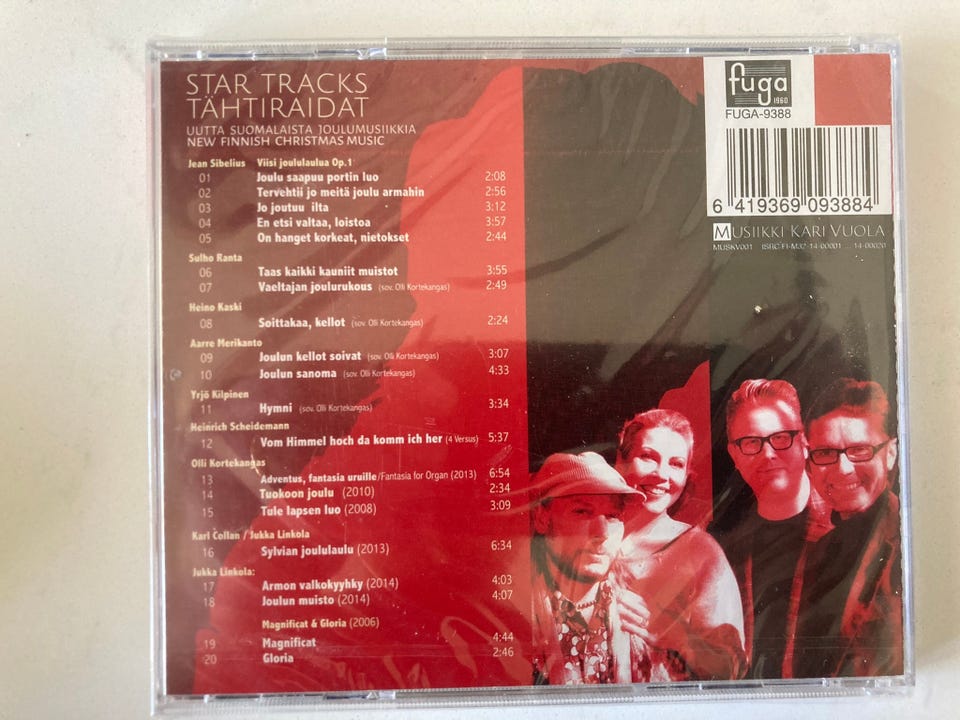 STAR TRACKS
TÄHTIRAIDAT
UUTTA SUOMALAISTA JOULUMUSIIKKIA
NEW FINNISH CHRISTMAS MUSIC
Jean Sibelius Viisi joululaulua Op.1
01 Joulu saapuu portin luo 2:08
02 Tervehtii jo meitä joulu armahin 2:56
03 Jo joutuu ilta 3:12
04 En etsi valtaa, loistoa 3:57
05 On hanget korkeat, nietokset 2:44
Sulho Ranta
06 Taas kaikki kauniit muistot 3:55
07 Vaeltajan joulurukous (sov. Olli Kortekangas) 2:49
Heino Kaski
08 Soittakaa, kellot (sov. Olli Kortekangas) 2:24
Aarre Merikanto
09 Joulun kellot soivat (sov. Olli Kortekangas) 3:07
10 Joulun sanoma (sov. Olli Kortekangas) 4:33
Yrjö Kilpinen
11 Hymni (sov. Olli Kortekangas) 3:34
Heinrich Scheidemann
12 Vom Himmel hoch da komm ich her (4 Versus) 5:37
Olli Kortekangas
13 Adventus, fantasia uruille/Fantasia for Organ (2013) 6:54
14 Tuokoon joulu (2010) 2:34
15 Tule lapsen luo (2008) 3:09
Karl Collan / Jukka Linkola
16 Sylvian joululaulu (2013) 6:34
Jukka Linkola:
17 Armon valkokyyhky (2014) 4:03
18 Joulun muisto (2014) 4:07
Magnificat & Gloria (2006)
19 Magnificat 4:44
20 Gloria 2:46
fuga
1960
FUGA-9388
6 419369 093884
MUSIIKKI KARI VUOLA
MUSKV001 ISRC FI-M32-14-00001 ... 14-00020